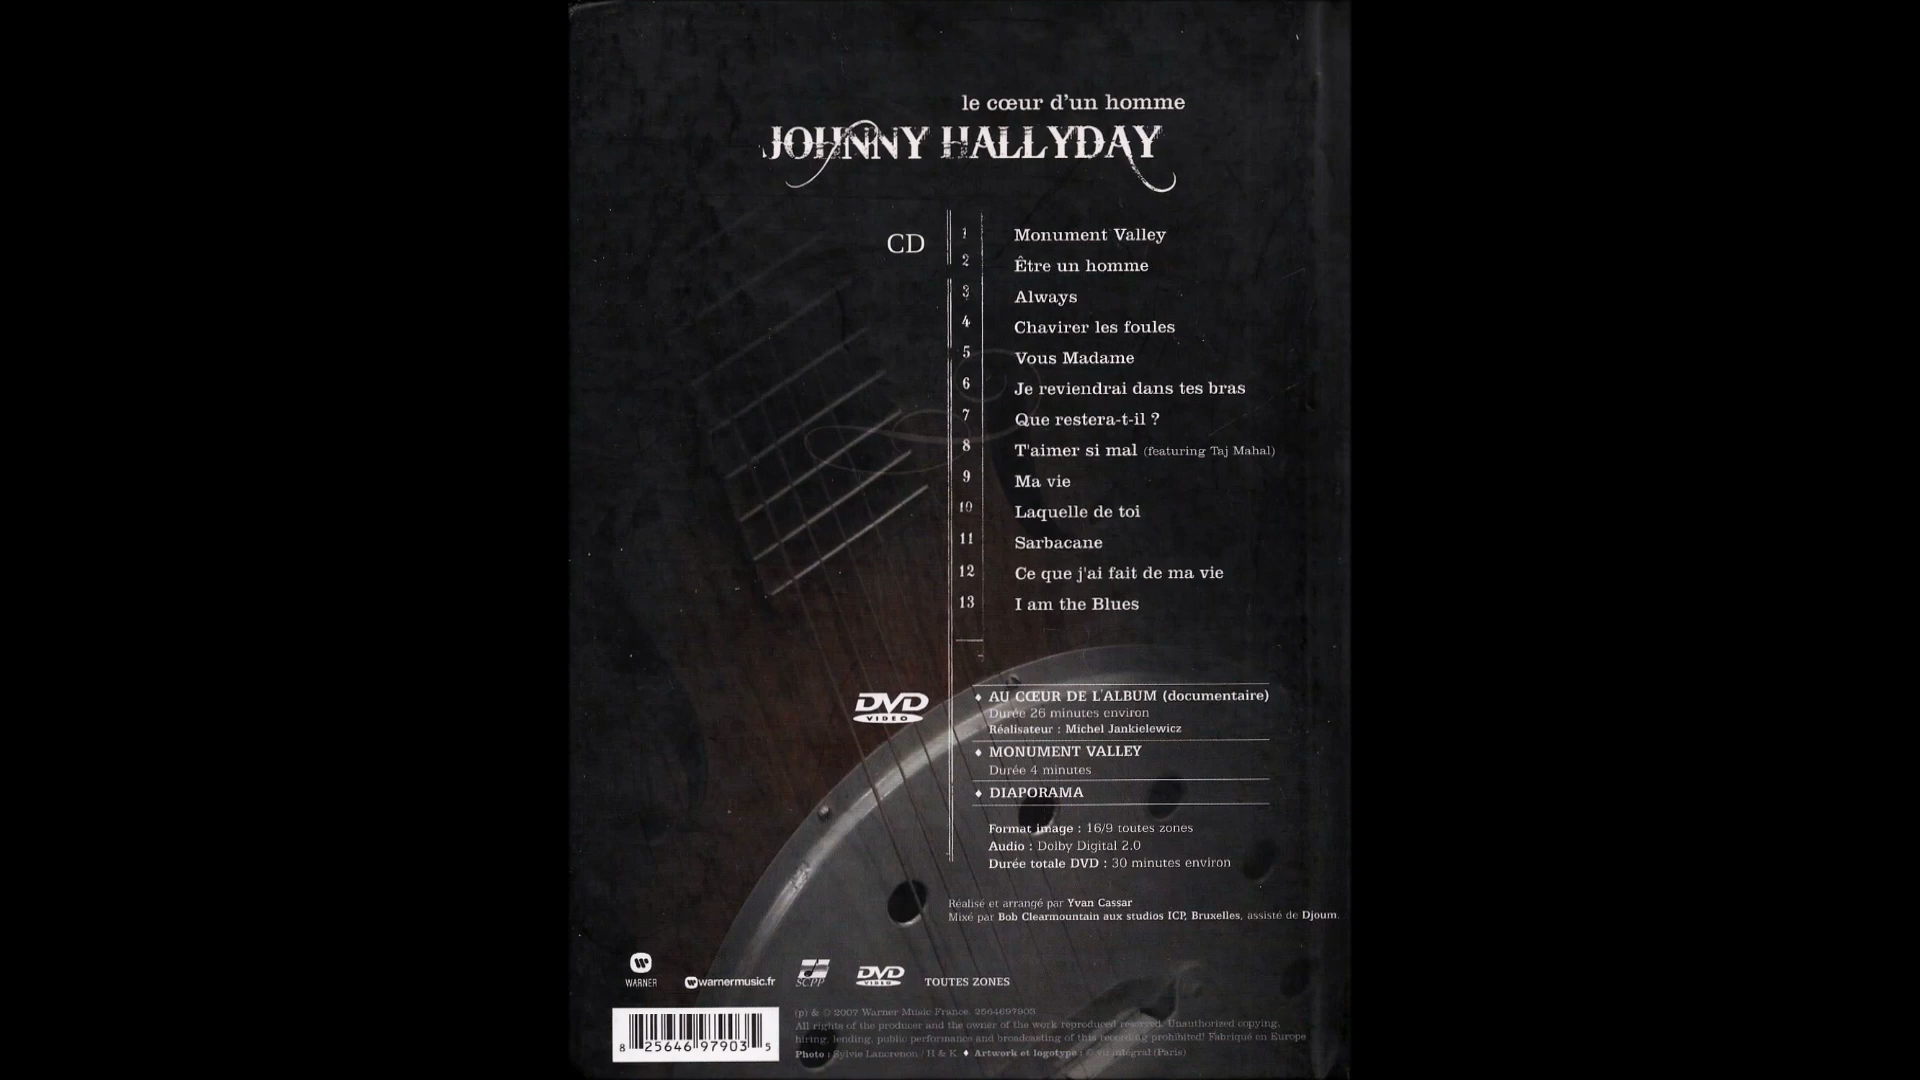 le cœur d'un homme
JOHNNY HALLYDAY
CD
1 Monument Valley
2 Être un homme
3 Always
4 Chavirer les foules
5 Vous Madame
6 Je reviendrai dans tes bras
7 Que restera-t-il ?
8 T'aimer si mal (featuring Taj Mahal)
9 Ma vie
10 Laquelle de toi
11 Sarbacane
12 Ce que j'ai fait de ma vie
13 I am the Blues
DVD
VIDEO
♦ AU CŒUR DE L'ALBUM (documentaire)
Durée 26 minutes environ
Réalisateur : Michel Jankielewicz
♦ MONUMENT VALLEY
Durée 4 minutes
♦ DIAPORAMA
Format image : 16/9 toutes zones
Audio : Dolby Digital 2.0
Durée totale DVD : 30 minutes environ
Réalisé et arrangé par Yvan Cassar
Mixé par Bob Clearmountain aux studios ICP, Bruxelles, assisté de Djoum.
WARNER
warnermusic.fr
SCPP
DVD
VIDEO
TOUTES ZONES
(p) & © 2007 Warner Music France. 2564697903
All rights of the producer and the owner of the work reproduced reserved. Unauthorized copying,
hiring, lending, public performance and broadcasting of this recording prohibited! Fabriqué en Europe
Photo : Sylvie Lancrenon / H & K ♦ Artwork et logotype : © vu intégral (Paris)
8 25646 97903 5